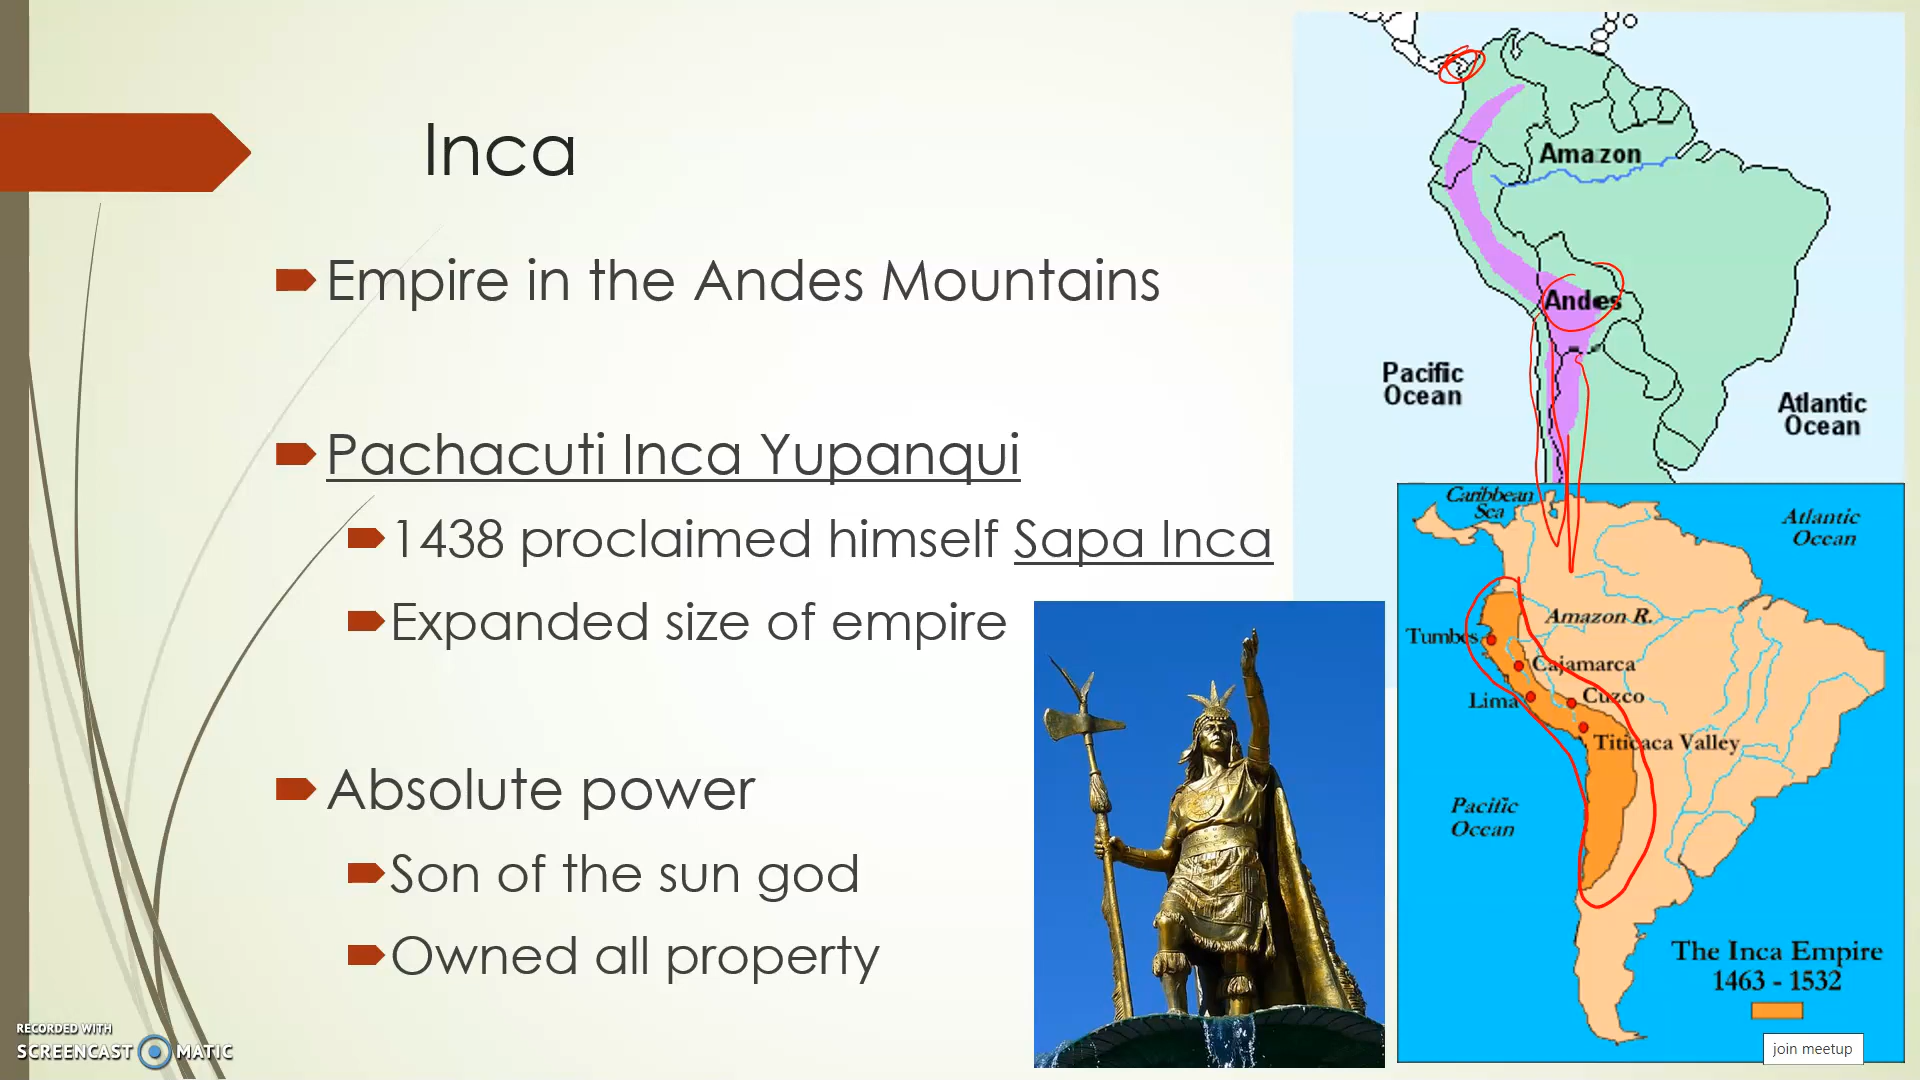 Inca
Empire in the Andes Mountains
Pachacuti Inca Yupanqui
1438 proclaimed himself Sapa Inca
Expanded size of empire
Absolute power
Son of the sun god
Owned all property
Amazon
Andes
Pacific
Ocean
Atlantic
Ocean
Caribbean
Sea
Atlantic
Ocean
Amazon R.
Tumbes
Cajamarca
Cuzco
Lima
Titicaca Valley
Pacific
Ocean
The Inca Empire
1463 - 1532
join meetup
RECORDED WITH
SCREENCAST MATIC